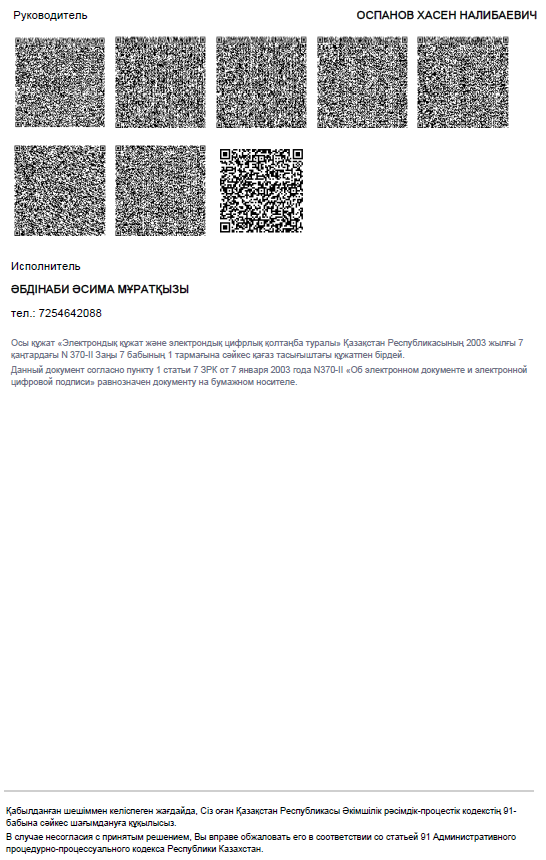 Руководитель ОСПАНОВ ХАСЕН НАЛИБАЕВИЧ
Исполнитель
ӘБДІНАБИ ӘСИМА МҰРАТҚЫЗЫ
тел.: 7254642088
Осы құжат «Электрондық құжат және электрондық цифрлық қолтаңба туралы» Қазақстан Республикасының 2003 жылғы 7
қаңтардағы N 370-II Заңы 7 бабының 1 тармағына сәйкес қағаз тасығыштағы құжатпен бірдей.
Данный документ согласно пункту 1 статьи 7 ЗРК от 7 января 2003 года N370-II «Об электронном документе и электронной
цифровой подписи» равнозначен документу на бумажном носителе.
Қабылданған шешіммен келіспеген жағдайда, Сіз оған Қазақстан Республикасы Әкімшілік рәсімдік-процестік кодекстің 91-
бабына сәйкес шағымдануға құқылысыз.
В случае несогласия с принятым решением, Вы вправе обжаловать его в соответствии со статьей 91 Административного
процедурно-процессуального кодекса Республики Казахстан.